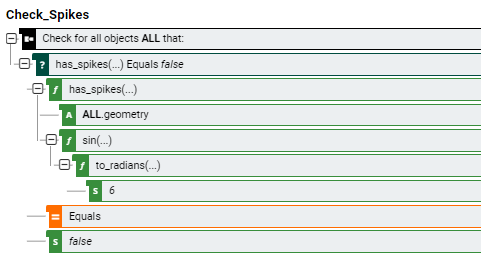 Check_Spikes
Check for all objects ALL that:
? has_spikes(...) Equals false
f has_spikes(...)
A ALL.geometry
f sin(...)
f to_radians(...)
S 6
= Equals
S false